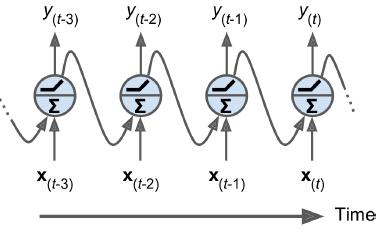 y(t-3) y(t-2) y(t-1) y(t)
Σ Σ Σ Σ
x(t-3) x(t-2) x(t-1) x(t)
Time